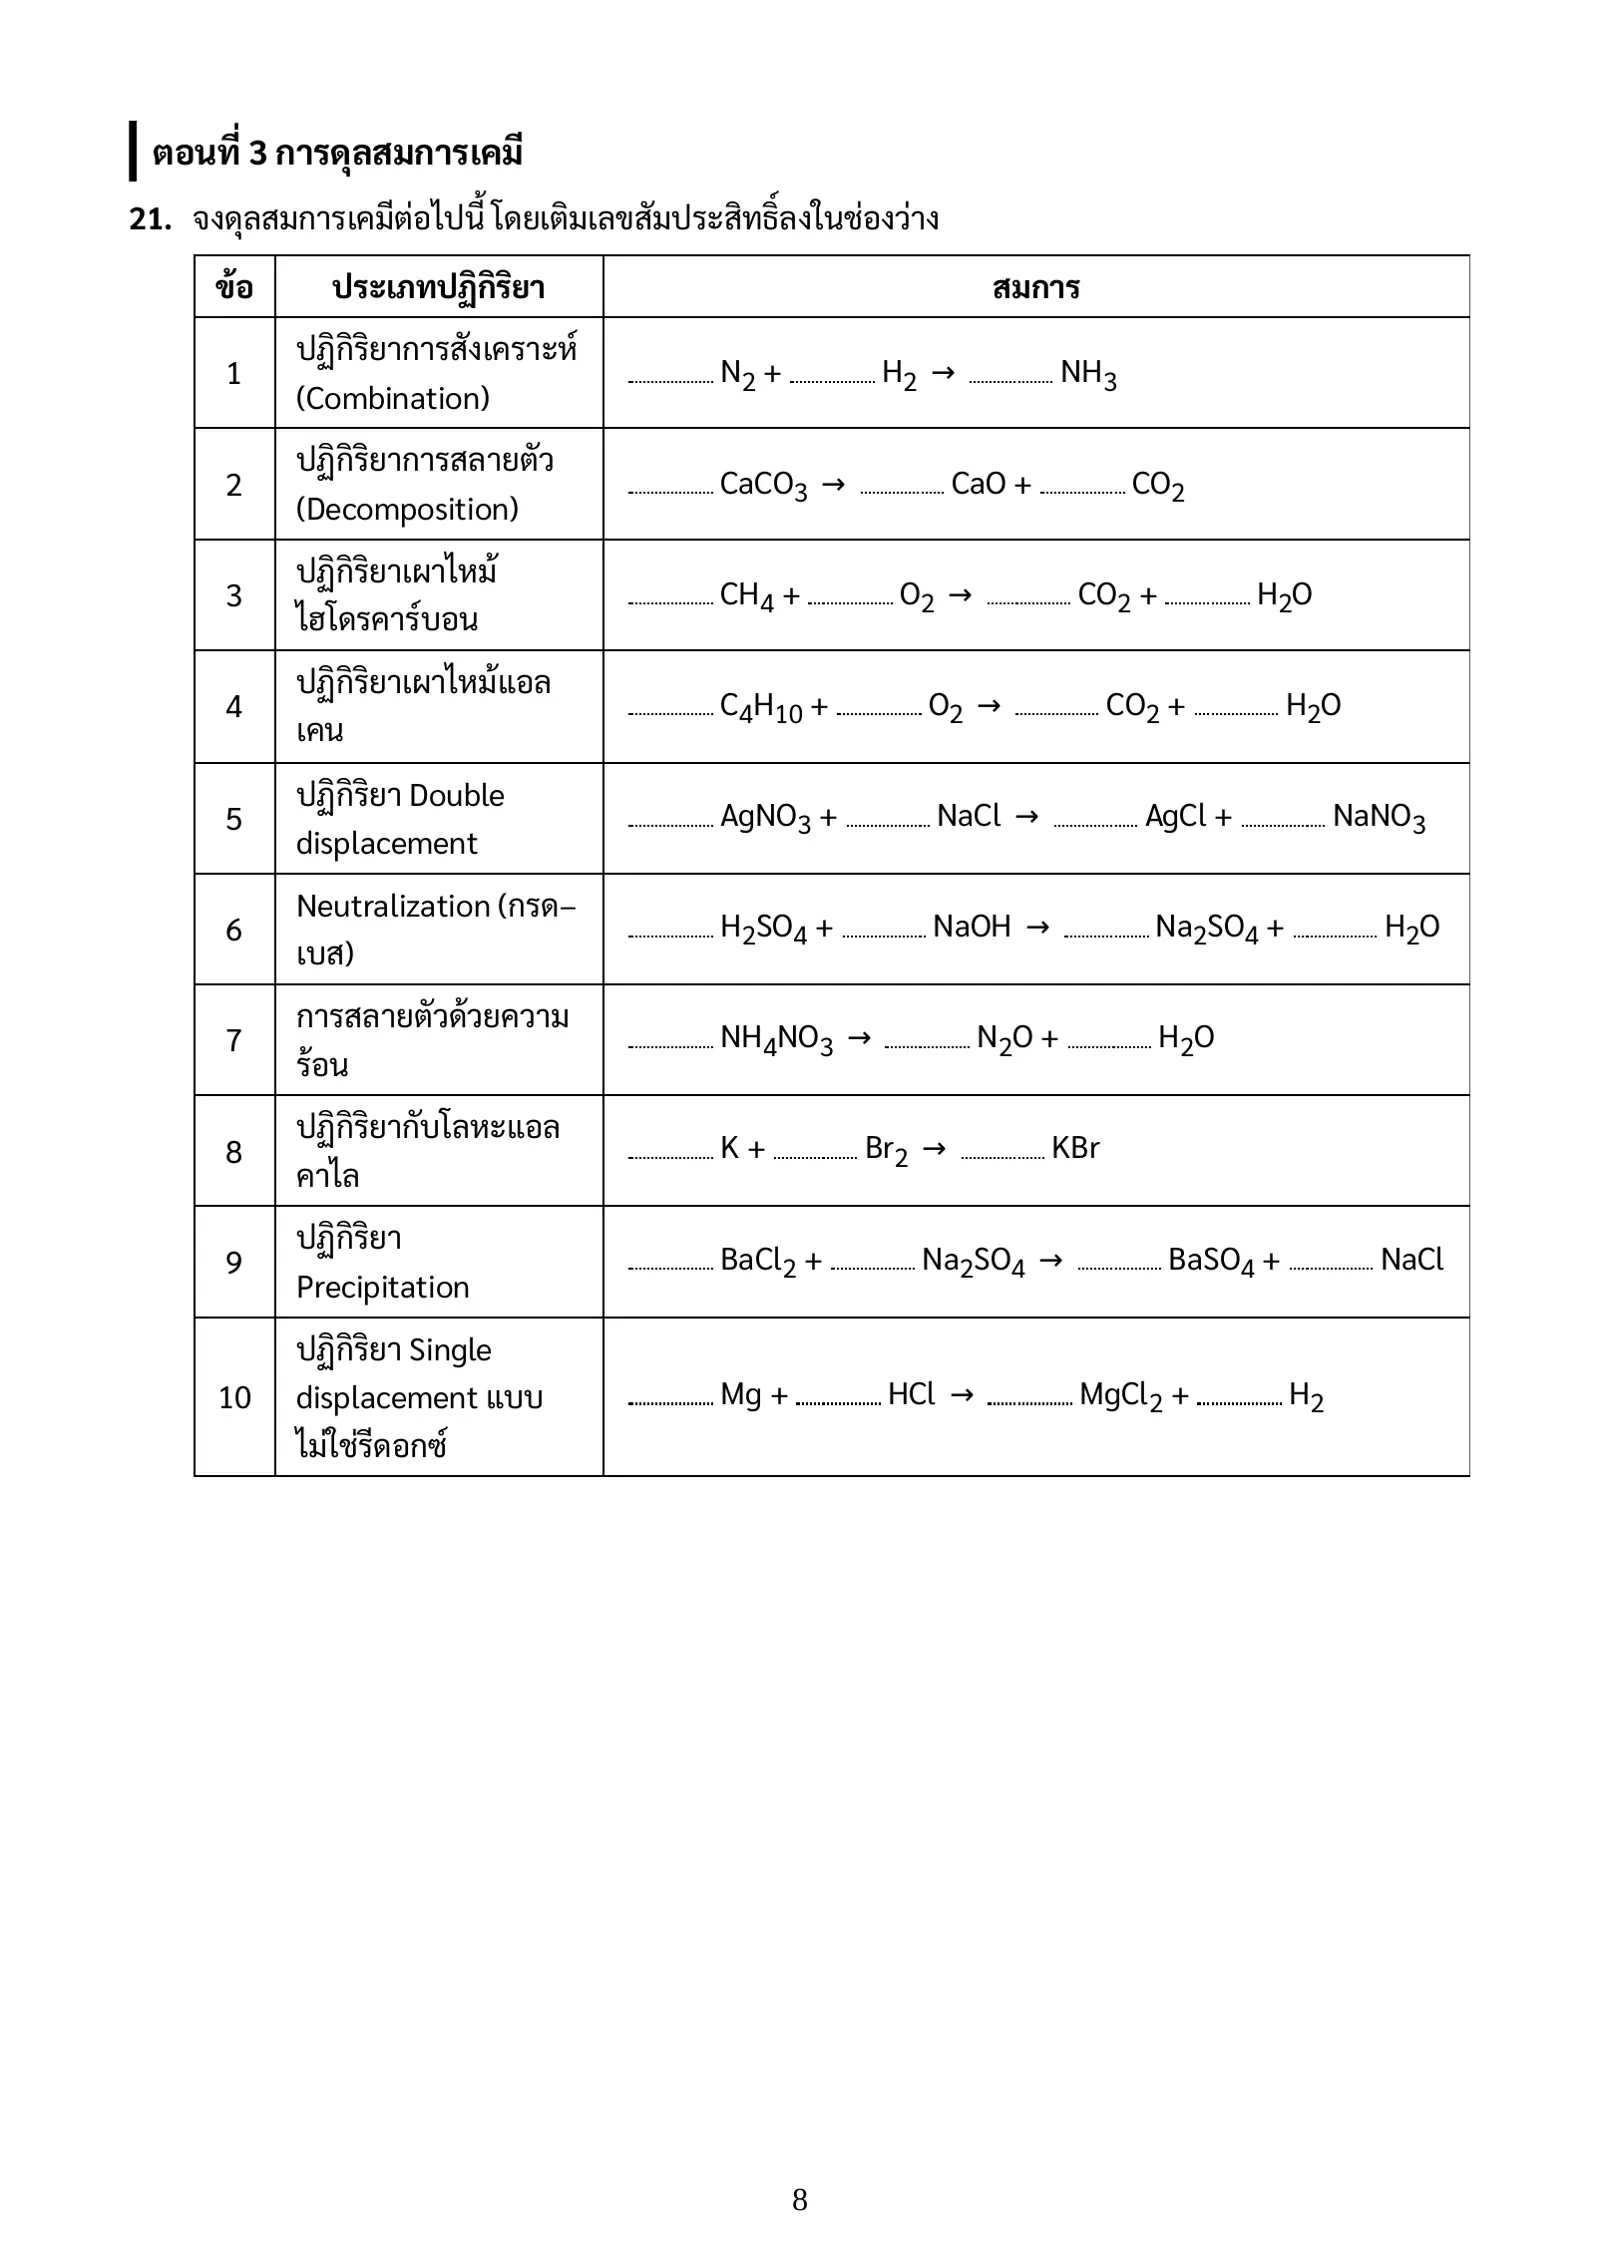 ตอนที่ 3 การดุลสมการเคมี
21. จงดุลสมการเคมีต่อไปนี้ โดยเติมเลขสัมประสิทธิ์ลงในช่องว่าง
ข้อ ประเภทปฏิกิริยา สมการ
1 ปฏิกิริยาการสังเคราะห์
(Combination)
............... N₂ + ............... H₂ → ............... NH₃
2 ปฏิกิริยาการสลายตัว
(Decomposition)
............... CaCO₃ → ............... CaO + ............... CO₂
3 ปฏิกิริยาเผาไหม้
ไฮโดรคาร์บอน
............... CH₄ + ............... O₂ → ............... CO₂ + ............... H₂O
4 ปฏิกิริยาเผาไหม้แอล
เคน
............... C₄H₁₀ + ............... O₂ → ............... CO₂ + ............... H₂O
5 ปฏิกิริยา Double
displacement
............... AgNO₃ + ............... NaCl → ............... AgCl + ............... NaNO₃
6 Neutralization (กรด–
เบส)
............... H₂SO₄ + ............... NaOH → ............... Na₂SO₄ + ............... H₂O
7 การสลายตัวด้วยความ
ร้อน
............... NH₄NO₃ → ............... N₂O + ............... H₂O
8 ปฏิกิริยากับโลหะแอล
คาไล
............... K + ............... Br₂ → ............... KBr
9 ปฏิกิริยา
Precipitation
............... BaCl₂ + ............... Na₂SO₄ → ............... BaSO₄ + ............... NaCl
10 ปฏิกิริยา Single
displacement แบบ
ไม่ใช่รีดอกซ์
............... Mg + ............... HCl → ............... MgCl₂ + ............... H₂
8